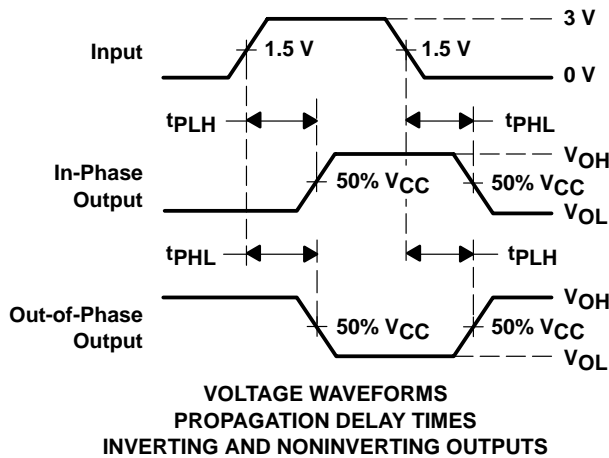 3 V
Input
1.5 V
1.5 V
0 V
tPLH
tPHL
In-Phase
Output
50% VCC
50% VCC
VOH
VOL
tPHL
tPLH
Out-of-Phase
Output
50% VCC
50% VCC
VOH
VOL
VOLTAGE WAVEFORMS
PROPAGATION DELAY TIMES
INVERTING AND NONINVERTING OUTPUTS